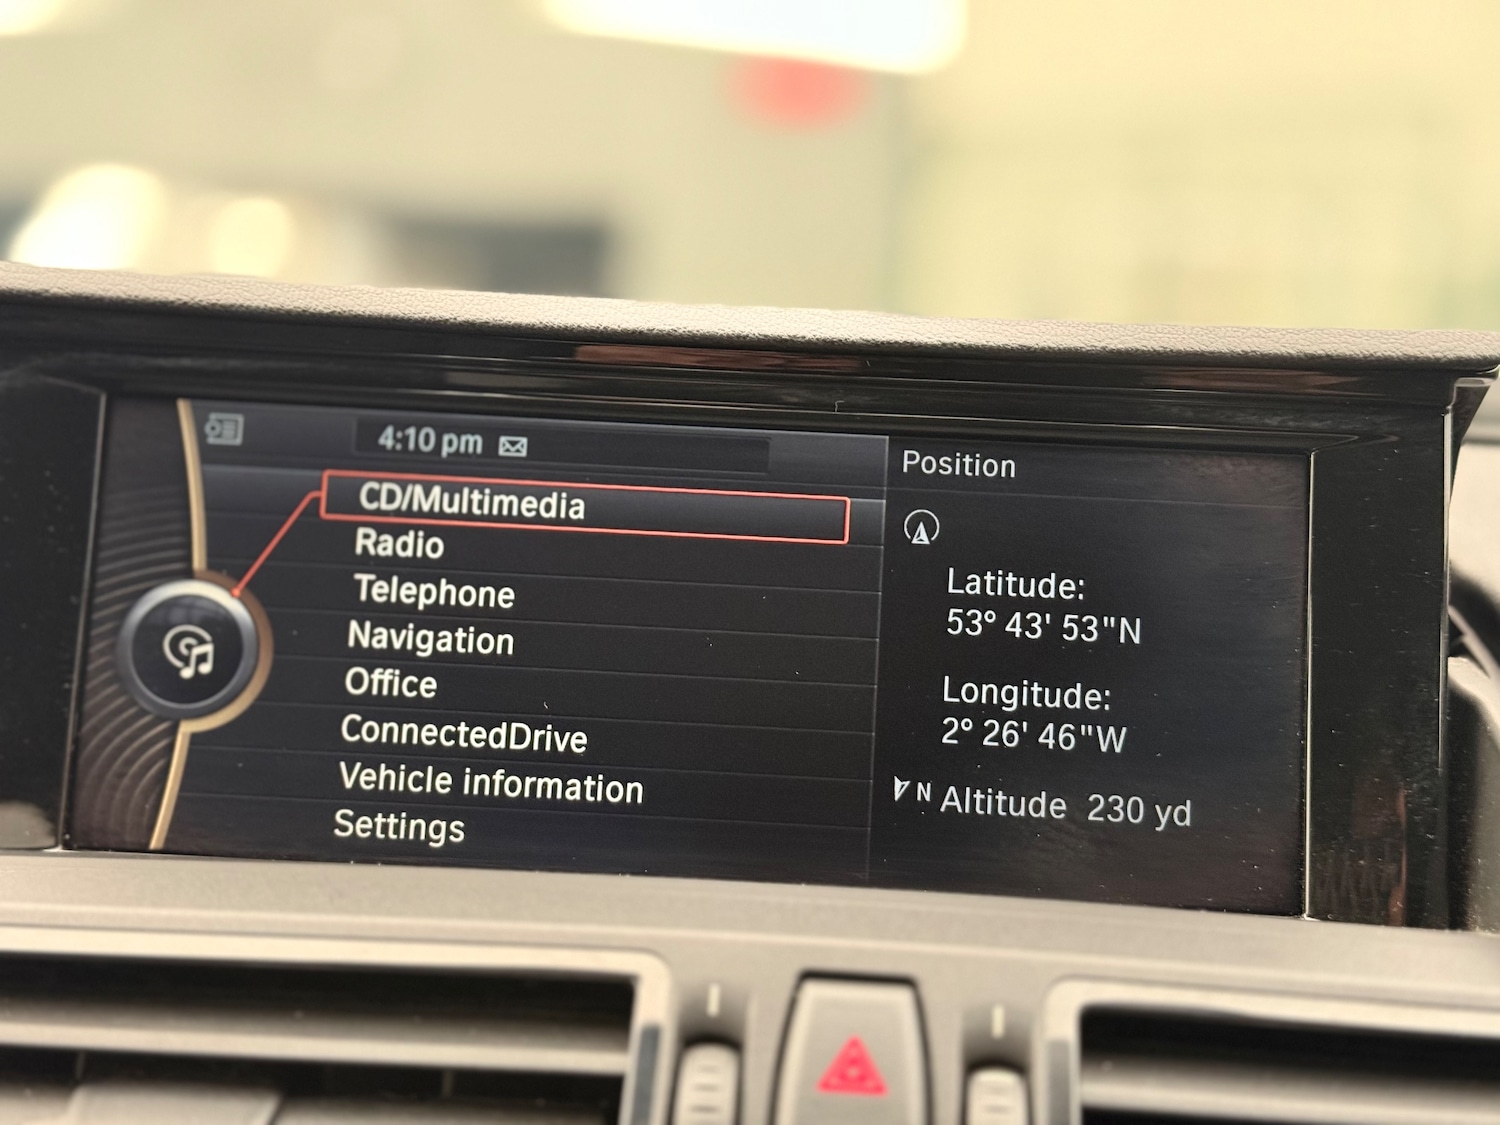 4:10 pm
CD/Multimedia
Radio
Telephone
Navigation
Office
ConnectedDrive
Vehicle information
Settings
Position
Latitude:
53° 43' 53"N
Longitude:
2° 26' 46"W
N Altitude 230 yd